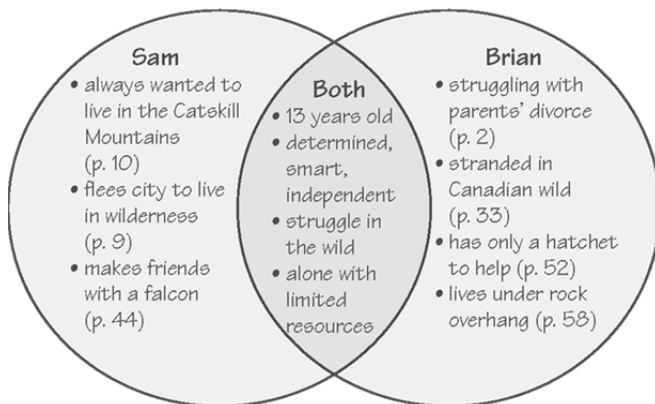 Sam
• always wanted to
live in the Catskill
Mountains
(p. 10)
• flees city to live
in wilderness
(p. 9)
• makes friends
with a falcon
(p. 44)
Both
• 13 years old
• determined,
smart,
independent
• struggle in
the wild
• alone with
limited
resources
Brian
• struggling with
parents' divorce
(p. 2)
• stranded in
Canadian wild
(p. 33)
• has only a hatchet
to help (p. 52)
• lives under rock
overhang (p. 58)